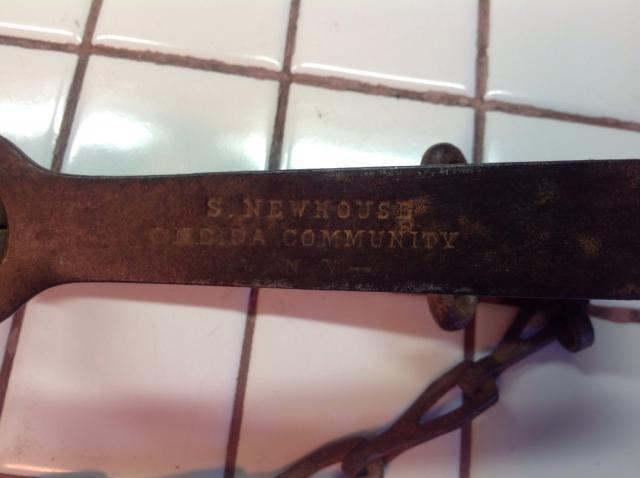 S. NEWHOUSE
ONEIDA COMMUNITY
N Y